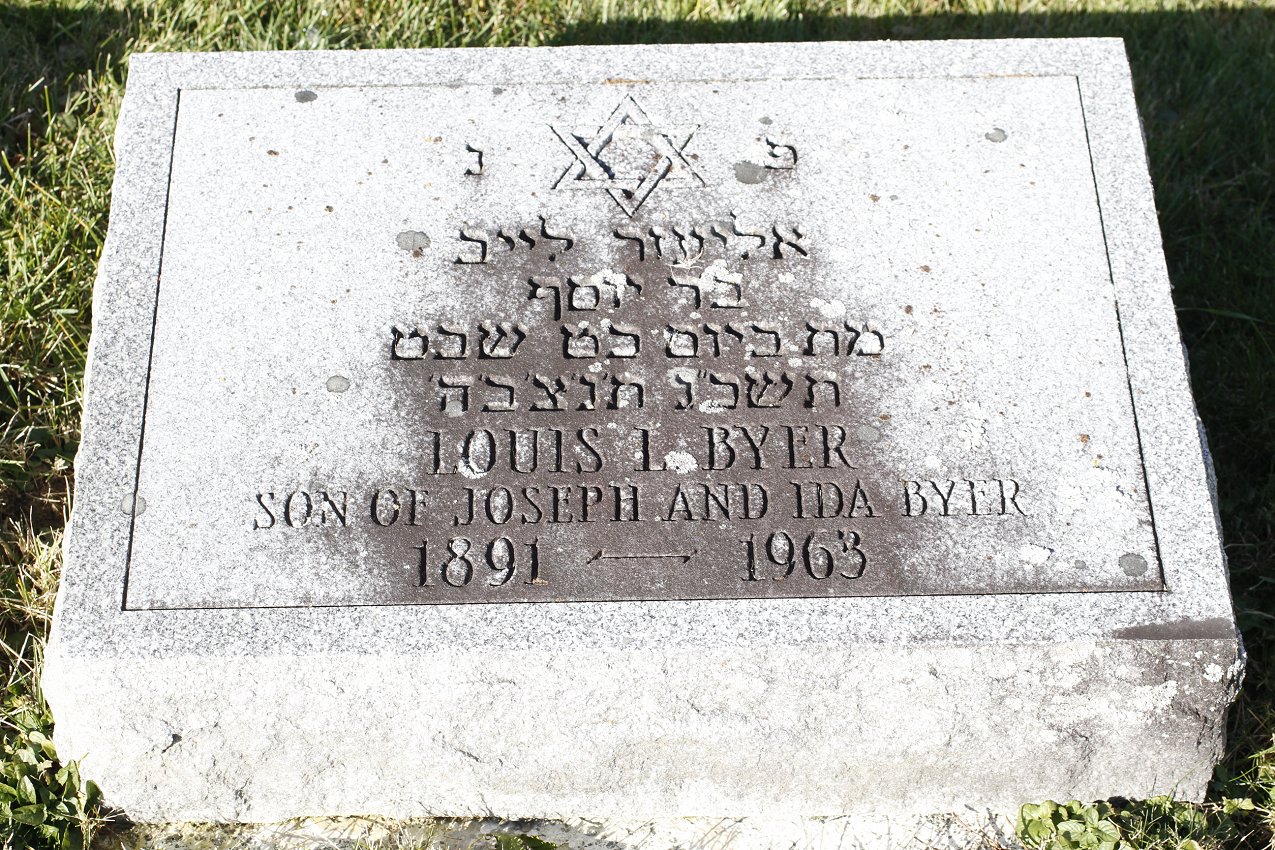 פ נ
אליעזר לייב
בר יוסף
מת ביום כט שבט
תשכ"ג ת'נ'צ'ב'ה'
LOUIS L. BYER
SON OF JOSEPH AND IDA BYER
1891 — 1963